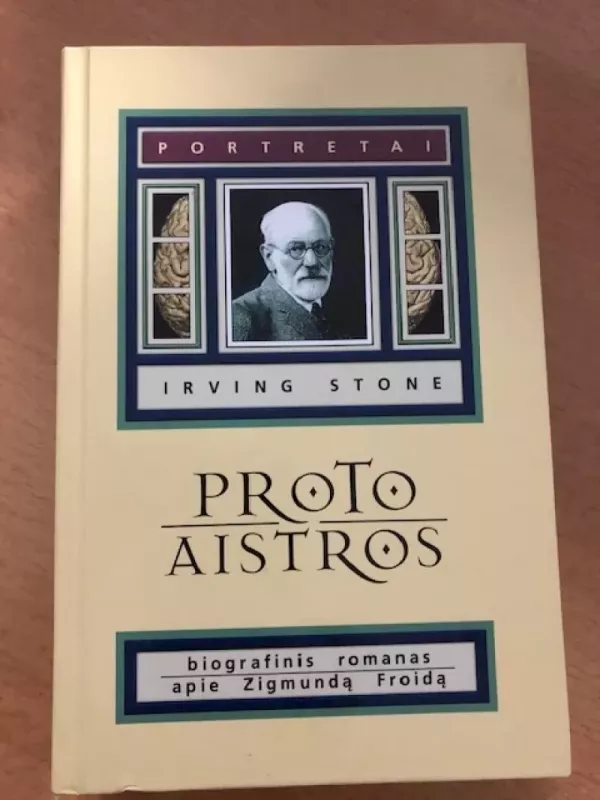 PORTRETAI
IRVING STONE
PROTO
AISTROS
biografinis romanas
apie Zigmundą Froidą